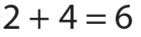 2 + 4 = 6